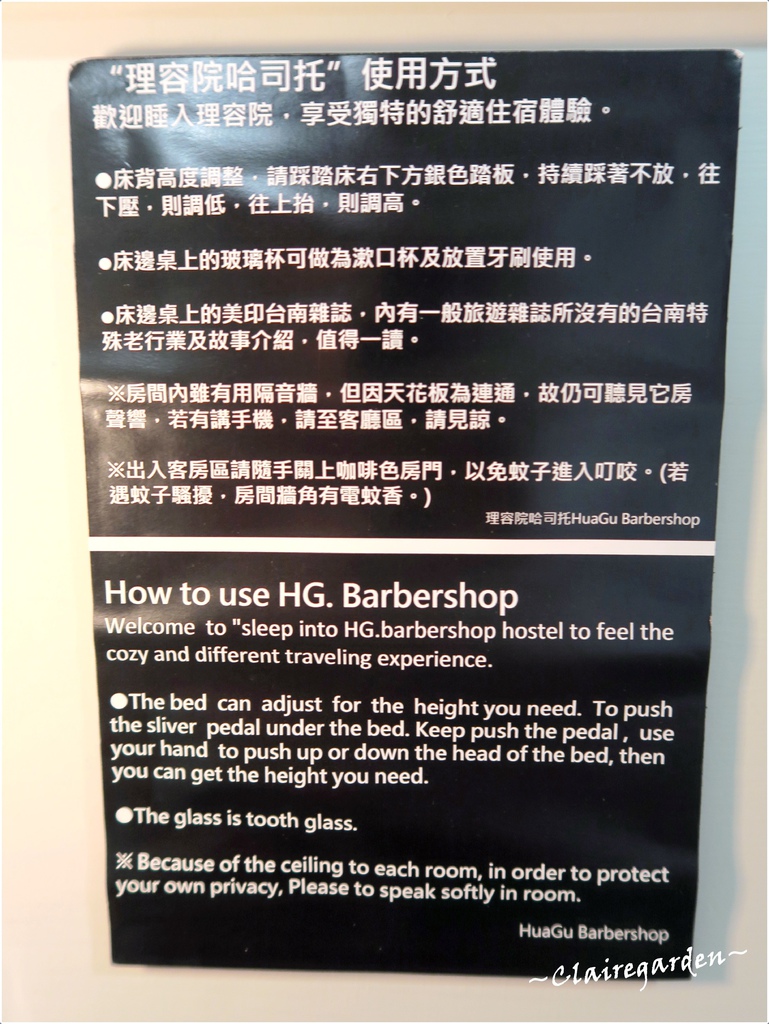 “理容院哈司托”使用方式
歡迎睡入理容院，享受獨特的舒適住宿體驗。
●床背高度調整，請踩踏床右下方銀色踏板，持續踩著不放，往
下壓，則調低，往上抬，則調高。
●床邊桌上的玻璃杯可做為漱口杯及放置牙刷使用。
●床邊桌上的美印台南雜誌，內有一般旅遊雜誌所沒有的台南特
殊老行業及故事介紹，值得一讀。
※房間內雖有用隔音牆，但因天花板為連通，故仍可聽見它房
聲響，若有講手機，請至客廳區，請見諒。
※出入客房區請隨手關上咖啡色房門，以免蚊子進入叮咬。(若
遇蚊子騷擾，房間牆角有電蚊香。)
理容院哈司托HuaGu Barbershop
How to use HG. Barbershop
Welcome to "sleep into HG.barbershop hostel to feel the
cozy and different traveling experience.
●The bed can adjust for the height you need. To push
the sliver pedal under the bed. Keep push the pedal, use
your hand to push up or down the head of the bed, then
you can get the height you need.
●The glass is tooth glass.
※ Because of the ceiling to each room, in order to protect
your own privacy, Please to speak softly in room.
HuaGu Barbershop
~Clairegarden~